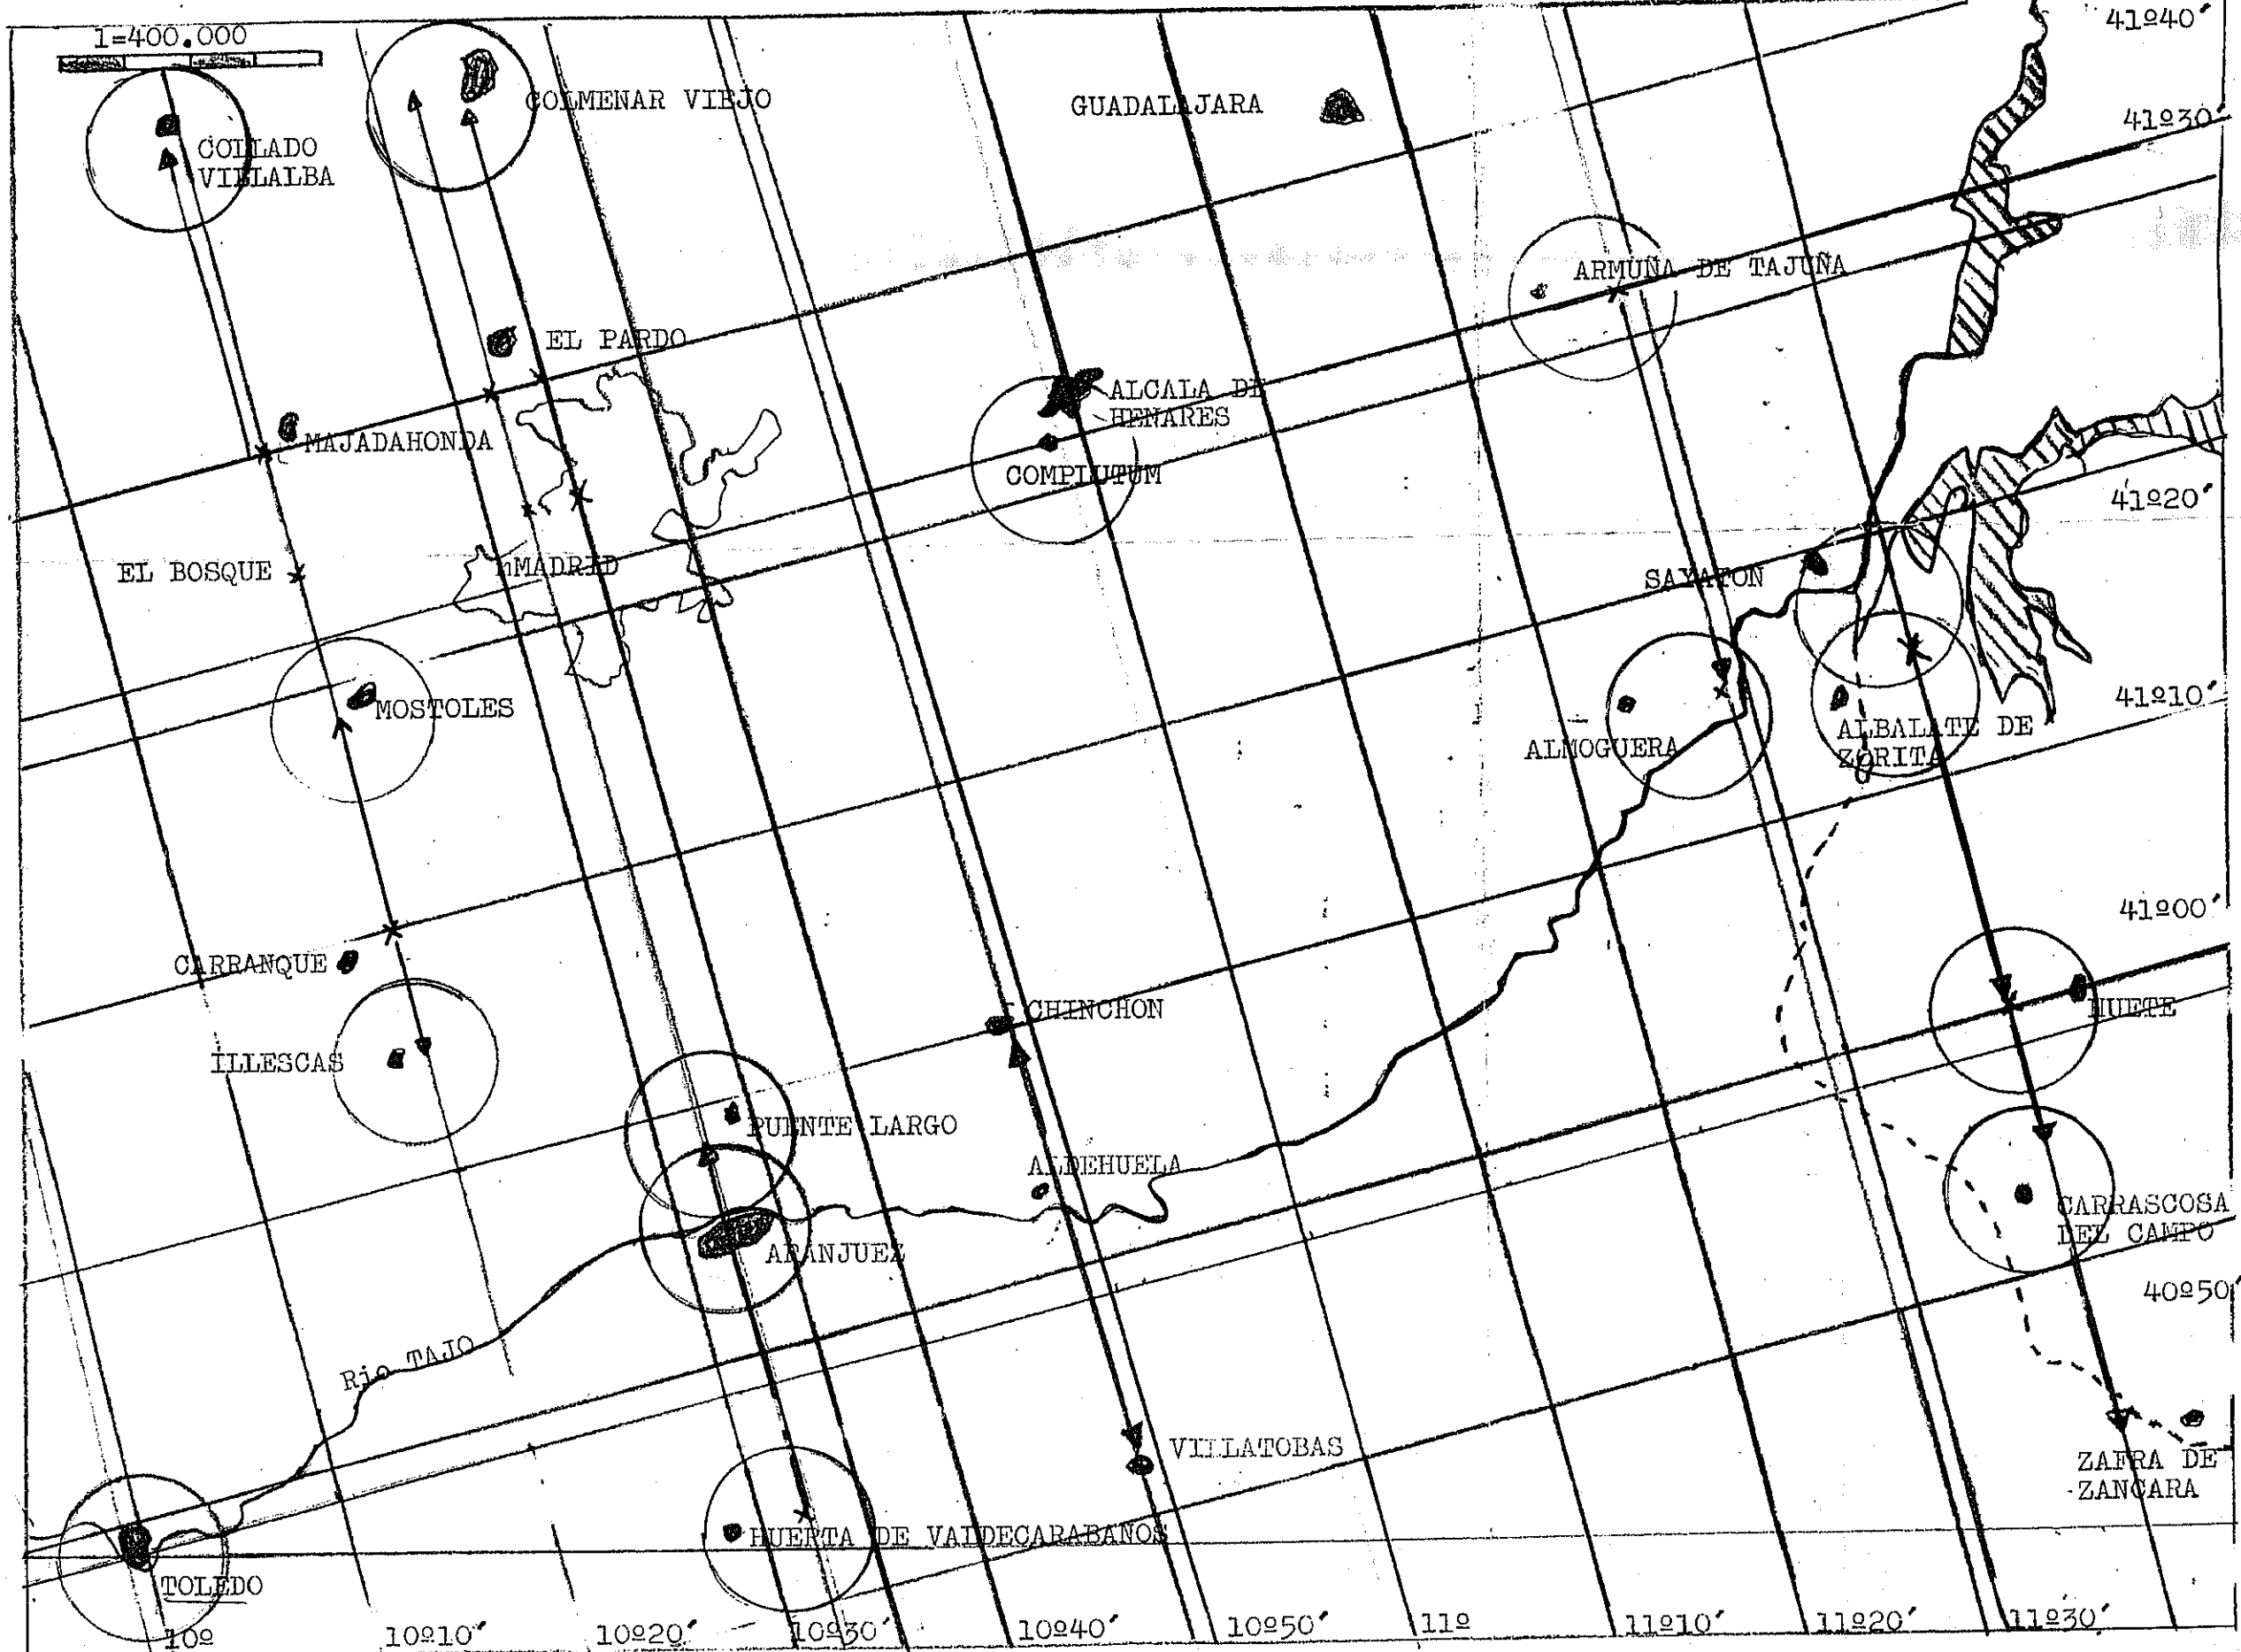 1=400.000
41º40'
COLMENAR VIEJO
GUADALAJARA
41º30'
COLLADO
VILLALBA
ARMUÑA DE TAJUÑA
EL PARDO
ALCALA DE
HENARES
MAJADAHONDA
COMPLUTUM
41º20'
EL BOSQUE
MADRID
SAYATON
MOSTOLES
41º10'
ALMOGUERA
ALBALATE DE
ZORITA
41º00'
CARRANQUE
CHINCHON
HUETE
ILLESCAS
PUENTE LARGO
ALDEHUELA
CARRASCOSA
DEL CAMPO
ARANJUEZ
40º50'
Rio TAJO
VILLATOBAS
ZAFRA DE
ZANCARA
HUERTA DE VALDECARABANOS
TOLEDO
10º
10º10'
10º20'
10º30'
10º40'
10º50'
11º
11º10'
11º20'
11º30'